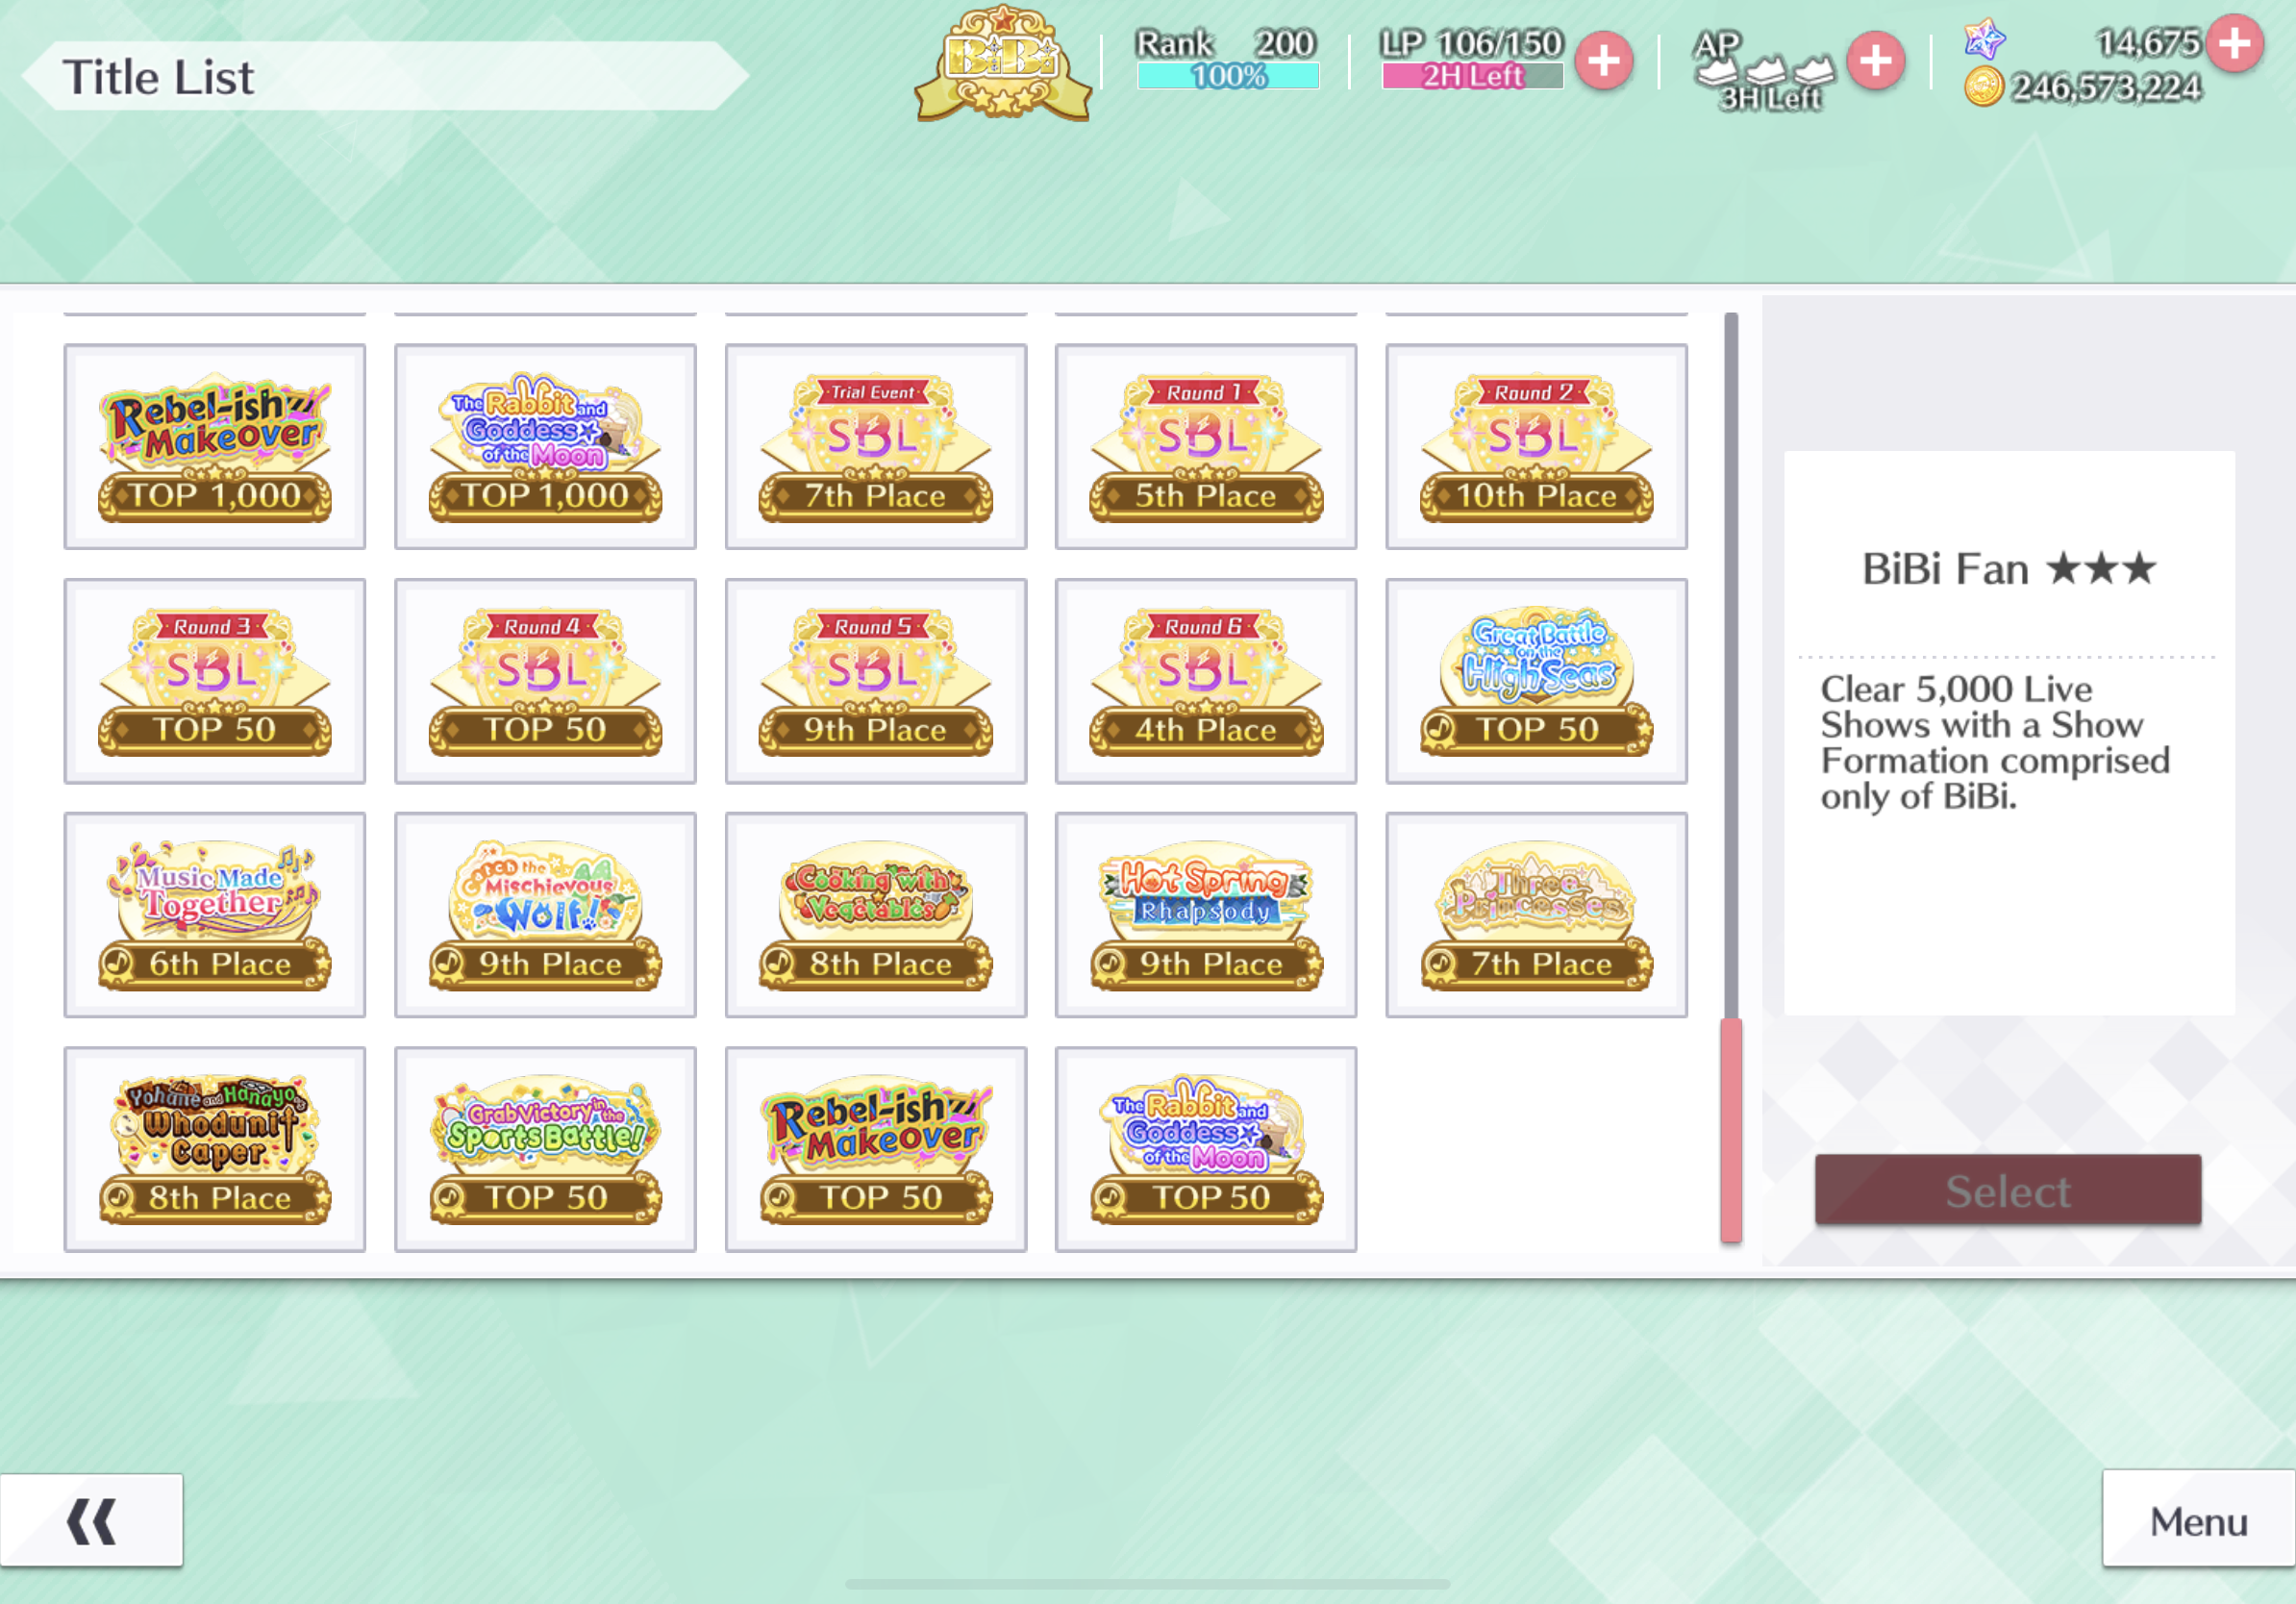 Title List
BiBi
Rank 200
100%
LP 106/150
2H Left
AP
3H Left
14,675
246,573,224
Rebel-ish
Makeover
TOP 1,000
The Rabbit and
Goddess
of the Moon
TOP 1,000
Trial Event
SBL
7th Place
Round 1
SBL
5th Place
Round 2
SBL
10th Place
Round 3
SBL
TOP 50
Round 4
SBL
TOP 50
Round 5
SBL
9th Place
Round 6
SBL
4th Place
Great Battle
on the
High Seas
TOP 50
Music Made
Together
6th Place
Catch the
Mischievous
Wolf!
9th Place
Cooking with
Vegetables
8th Place
Hot Spring
Rhapsody
9th Place
Three
Princesses
7th Place
Yohane and Hanayo's
Whodunit
Caper
8th Place
Grab Victory in the
Sports Battle!
TOP 50
Rebel-ish
Makeover
TOP 50
The Rabbit and
Goddess
of the Moon
TOP 50
BiBi Fan ★★★
Clear 5,000 Live
Shows with a Show
Formation comprised
only of BiBi.
Select
Menu